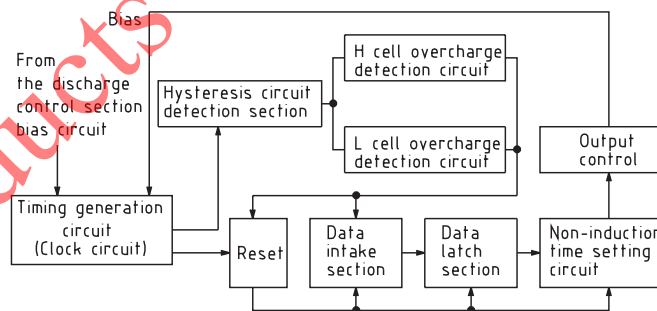 Bias
From
the discharge
control section
bias circuit
H cell overcharge
detection circuit
Hysteresis circuit
detection section
L cell overcharge
detection circuit
Output
control
Timing generation
circuit
(Clock circuit)
Reset
Data
intake
section
Data
latch
section
Non-induction
time setting
circuit
ducts